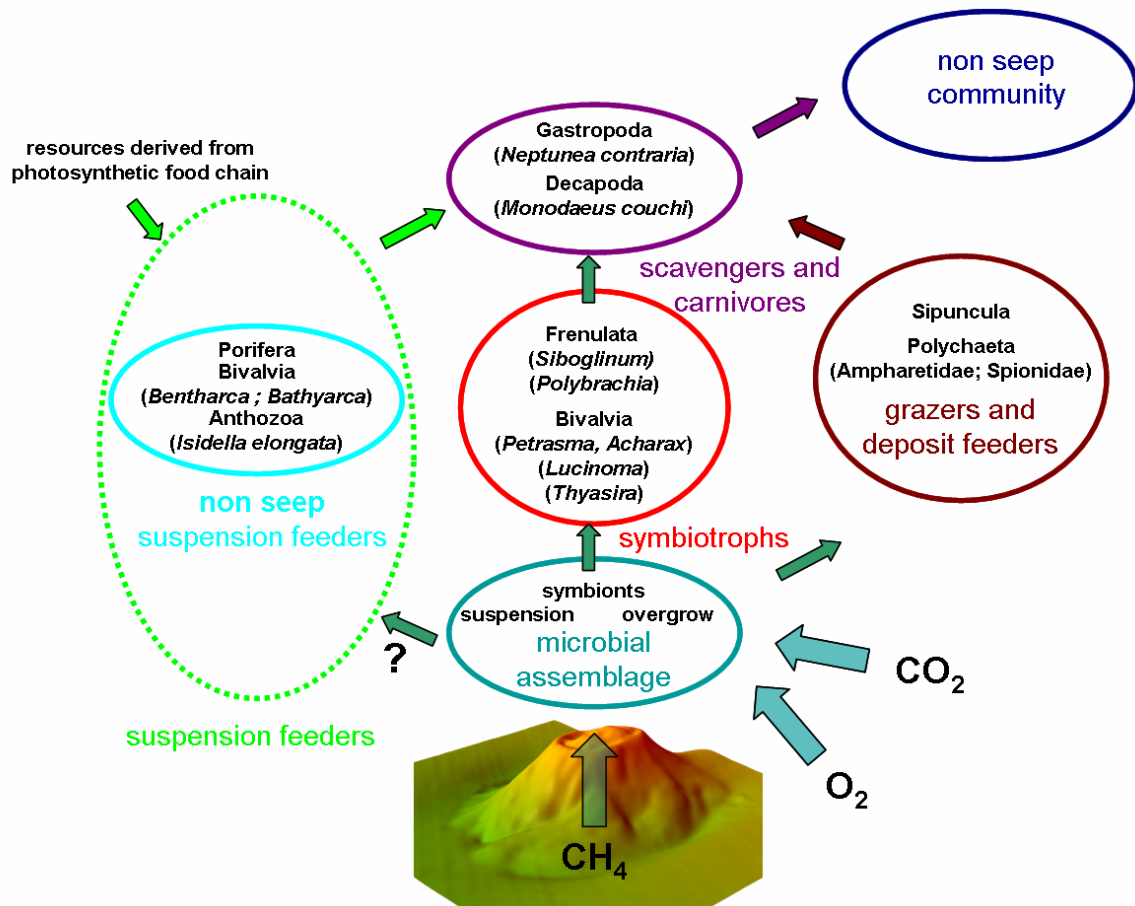 non seep
community
resources derived from
photosynthetic food chain
Gastropoda
(Neptunea contraria)
Decapoda
(Monodaeus couchi)
scavengers and
carnivores
Porifera
Bivalvia
(Bentharca ; Bathyarca)
Anthozoa
(Isidella elongata)
non seep
suspension feeders
Frenulata
(Siboglinum)
(Polybrachia)
Bivalvia
(Petrasma, Acharax)
(Lucinoma)
(Thyasira)
symbiotrophs
Sipuncula
Polychaeta
(Ampharetidae; Spionidae)
grazers and
deposit feeders
symbionts
suspension overgrow
microbial
assemblage
?
suspension feeders
CO₂
O₂
CH₄